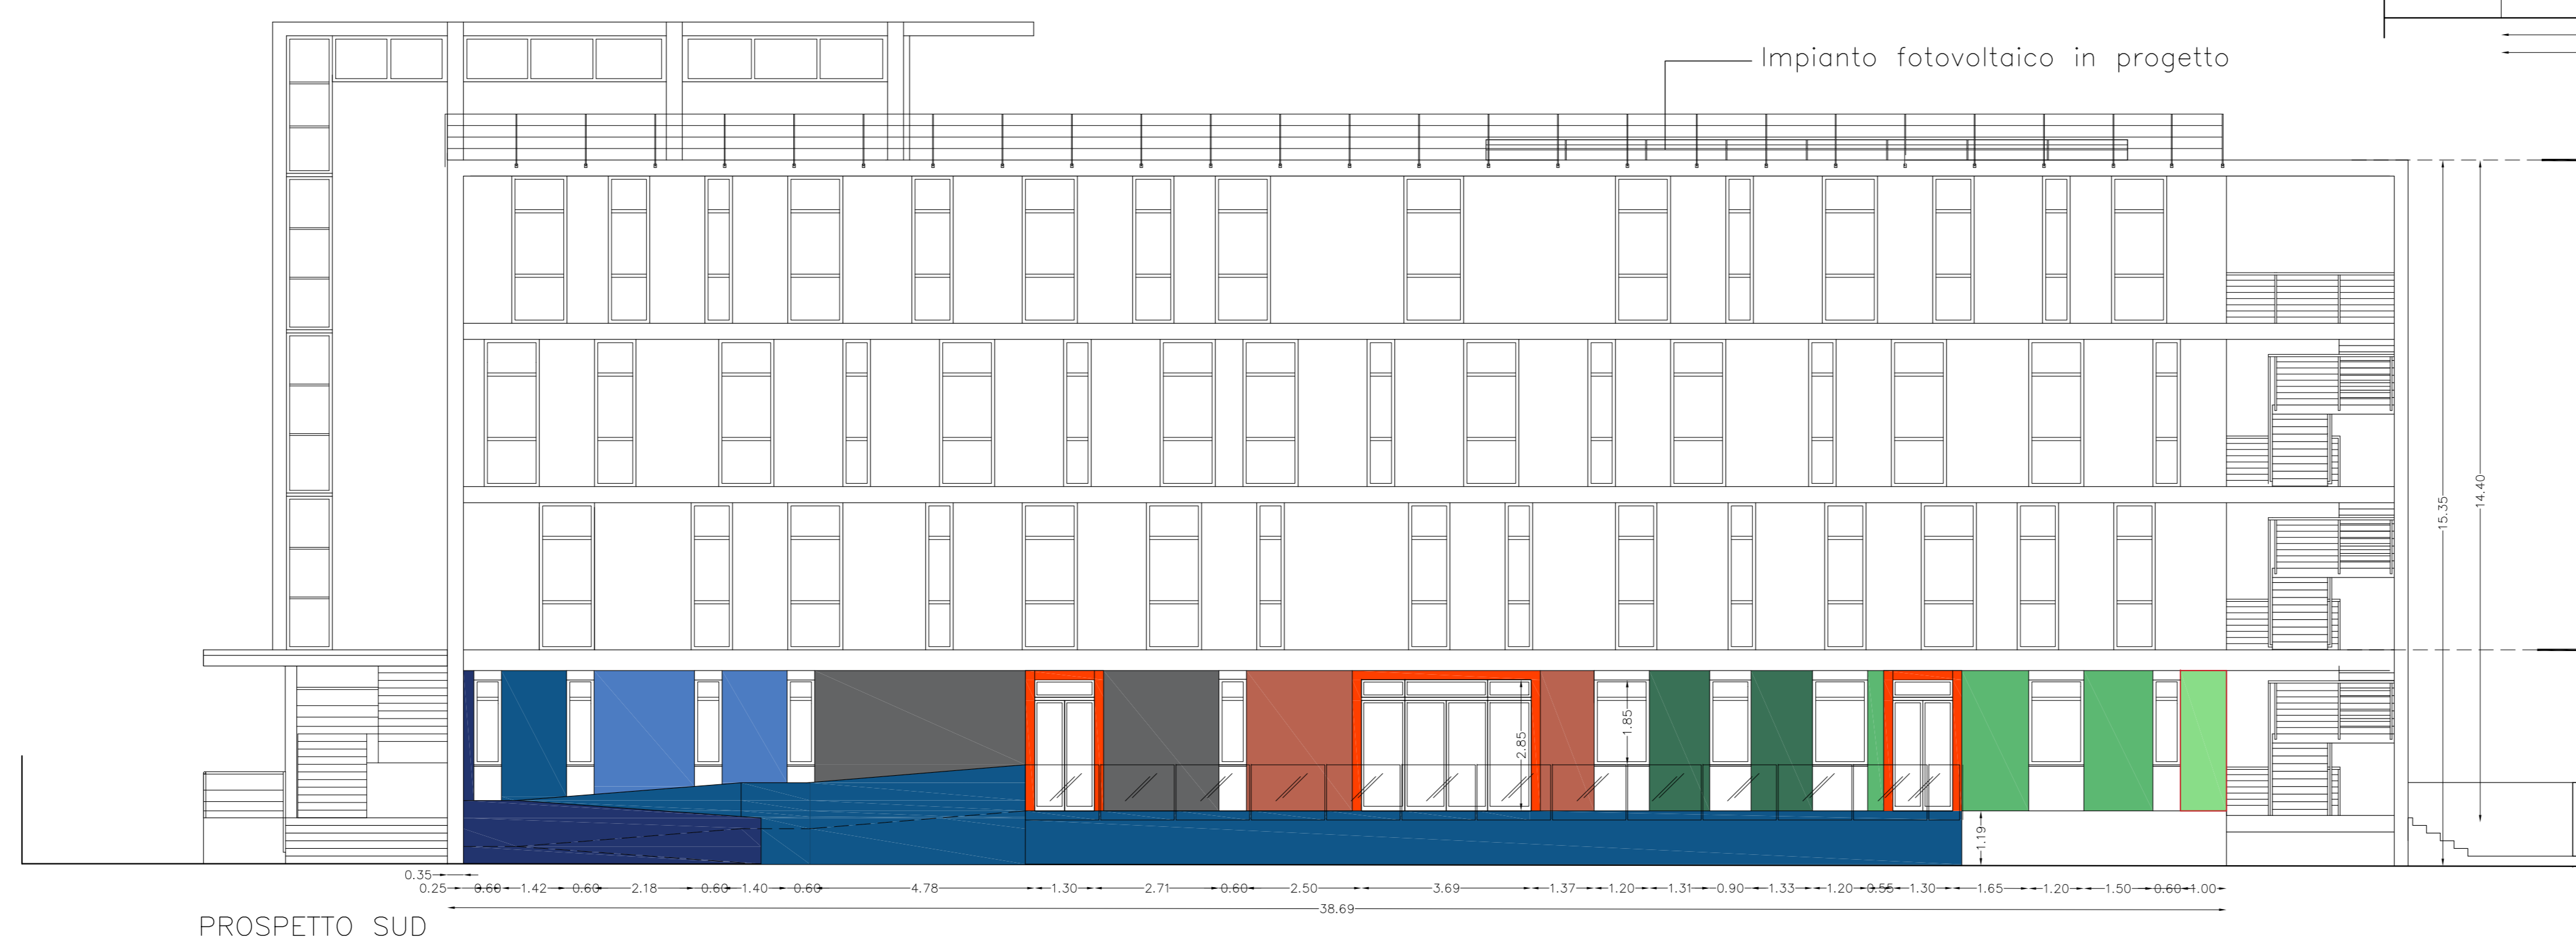 Impianto fotovoltaico in progetto
15.35
14.40
2.85
1.85
1.19
0.35
0.25 0.60 1.42 0.60 2.18 0.60 1.40 0.60 4.78 1.30 2.71 0.60 2.50 3.69 1.37 1.20 1.31 0.90 1.33 1.20 0.55 1.30 1.65 1.20 1.50 0.60 1.00
38.69
PROSPETTO SUD